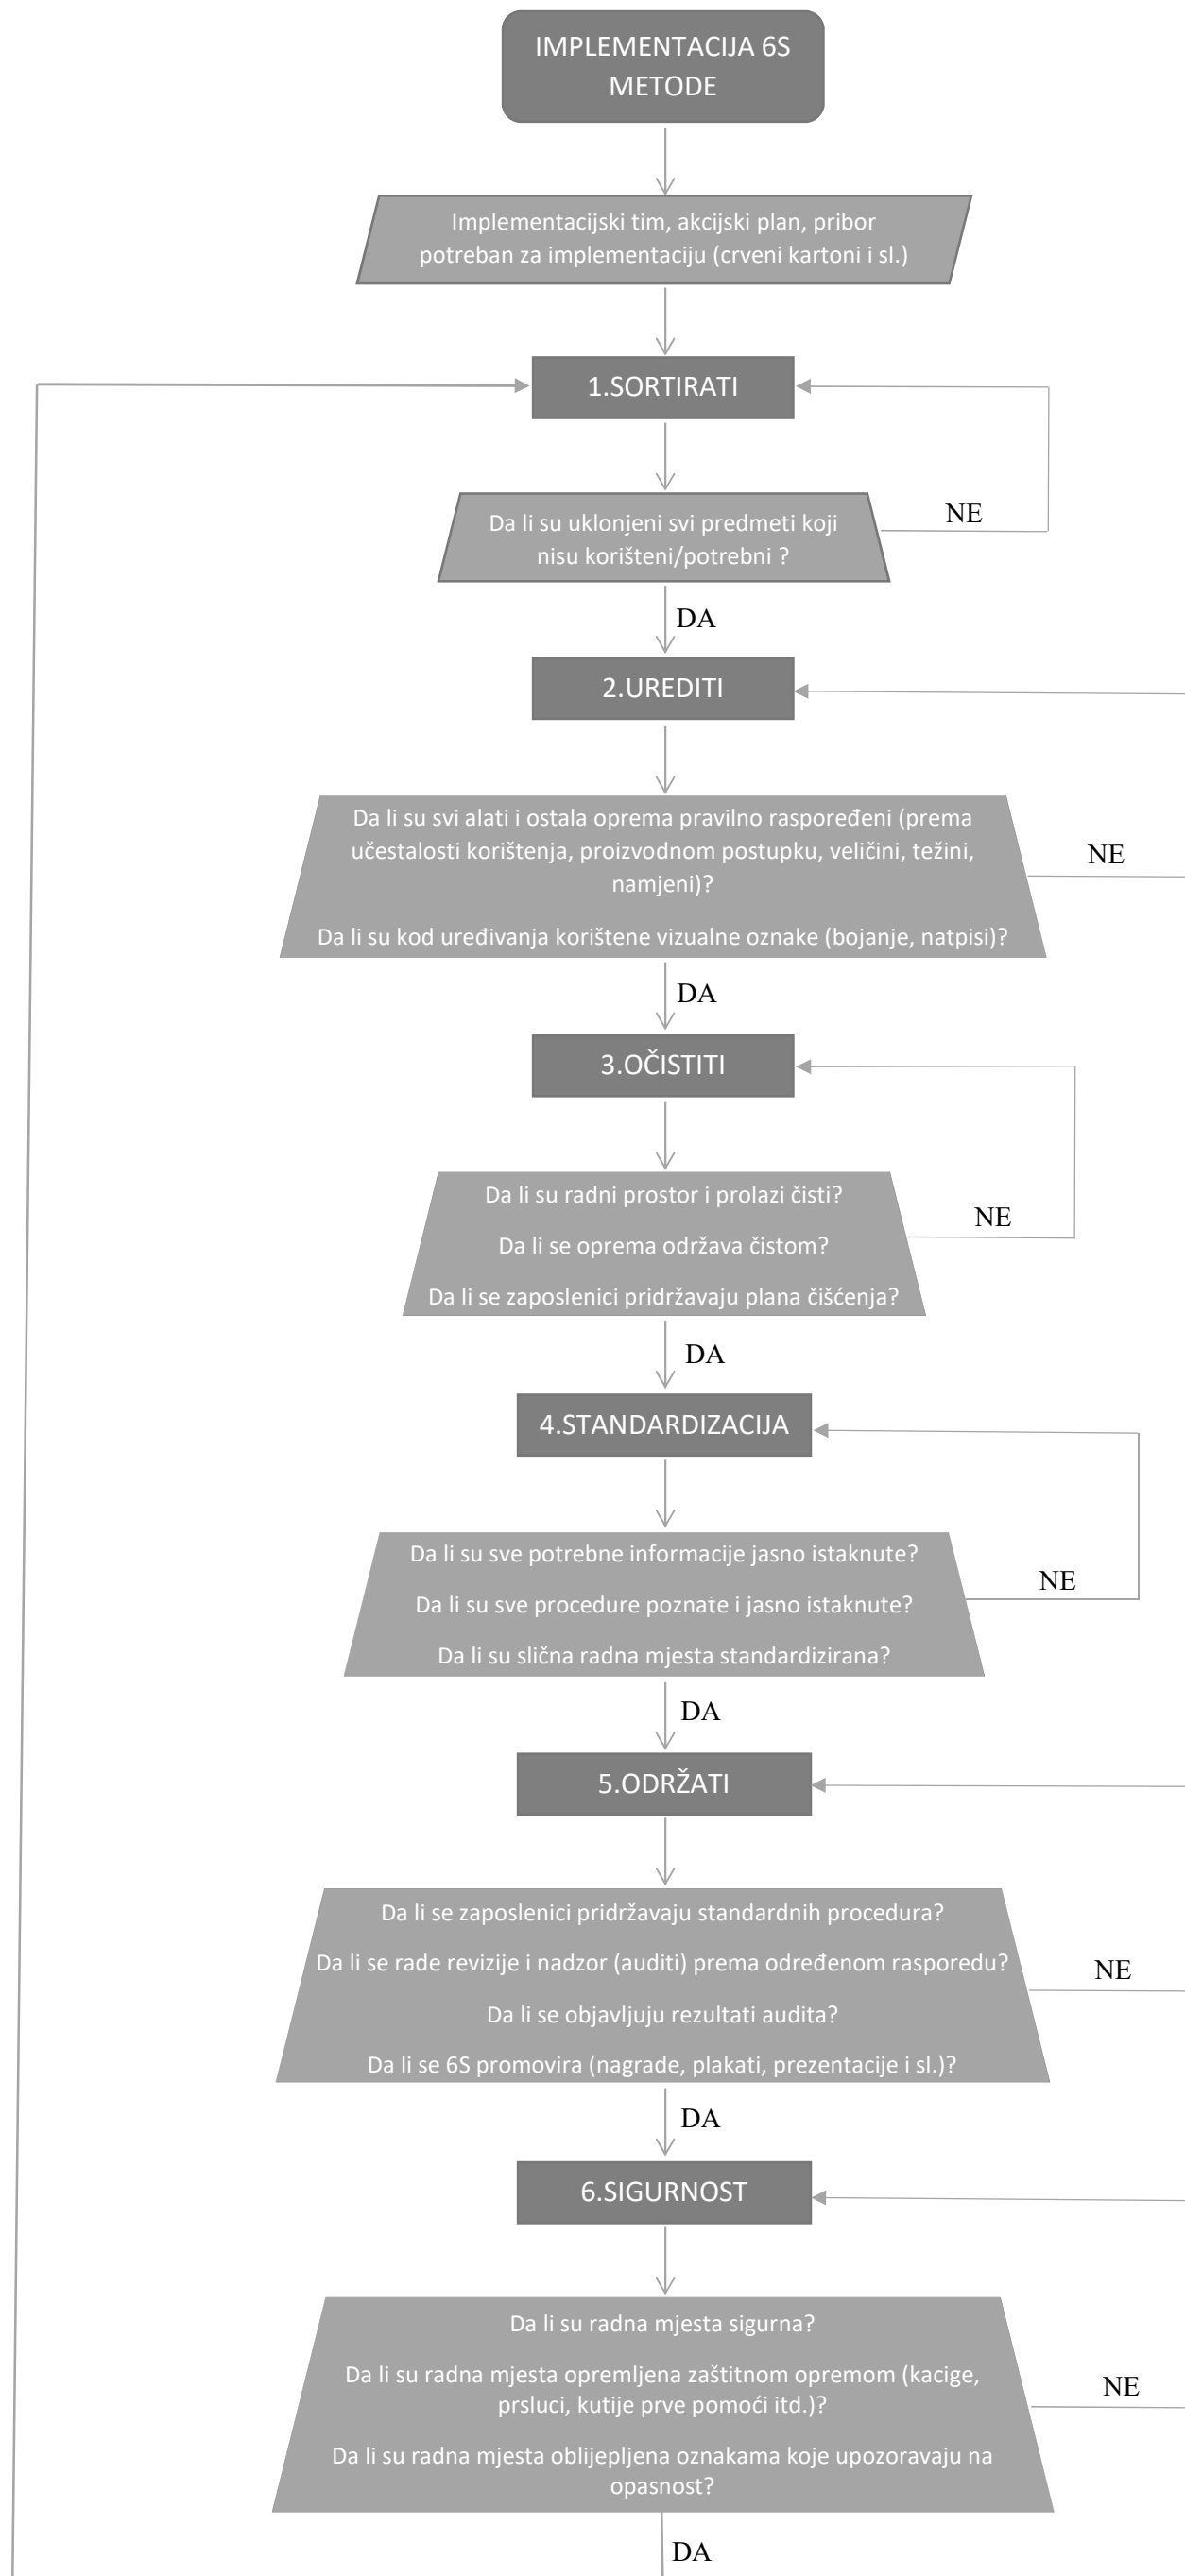 IMPLEMENTACIJA 6S
METODE
Implementacijski tim, akcijski plan, pribor
potreban za implementaciju (crveni kartoni i sl.)
1.SORTIRATI
Da li su uklonjeni svi predmeti koji
nisu korišteni/potrebni ?
NE
DA
2.UREDITI
Da li su svi alati i ostala oprema pravilno raspoređeni (prema
učestalosti korištenja, proizvodnom postupku, veličini, težini,
namjeni)?
Da li su kod uređivanja korištene vizualne oznake (bojanje, natpisi)?
NE
DA
3.OČISTITI
Da li su radni prostor i prolazi čisti?
Da li se oprema održava čistom?
Da li se zaposlenici pridržavaju plana čišćenja?
NE
DA
4.STANDARDIZACIJA
Da li su sve potrebne informacije jasno istaknute?
Da li su sve procedure poznate i jasno istaknute?
Da li su slična radna mjesta standardizirana?
NE
DA
5.ODRŽATI
Da li se zaposlenici pridržavaju standardnih procedura?
Da li se rade revizije i nadzor (auditi) prema određenom rasporedu?
Da li se objavljuju rezultati audita?
Da li se 6S promovira (nagrade, plakati, prezentacije i sl.)?
NE
DA
6.SIGURNOST
Da li su radna mjesta sigurna?
Da li su radna mjesta opremljena zaštitnom opremom (kacige,
prsluci, kutije prve pomoći itd.)?
Da li su radna mjesta oblijepljena oznakama koje upozoravaju na
opasnost?
NE
DA